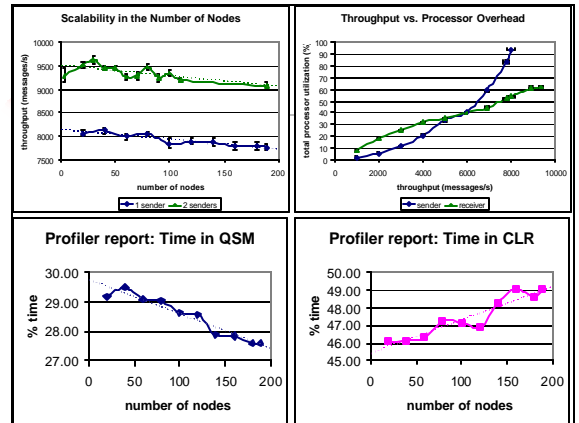 Scalability in the Number of Nodes
throughput (messages/s)
10000
9500
9000
8500
8000
7500
0 50 100 150 200
number of nodes
1 sender 2 senders
Throughput vs. Processor Overhead
total processor utilization (%)
100
90
80
70
60
50
40
30
20
10
0
0 2000 4000 6000 8000 10000
throughput (messages/s)
sender receiver
Profiler report: Time in QSM
% time
30.00
29.00
28.00
27.00
0 50 100 150 200
number of nodes
Profiler report: Time in CLR
% time
50.00
49.00
48.00
47.00
46.00
45.00
0 50 100 150 200
number of nodes